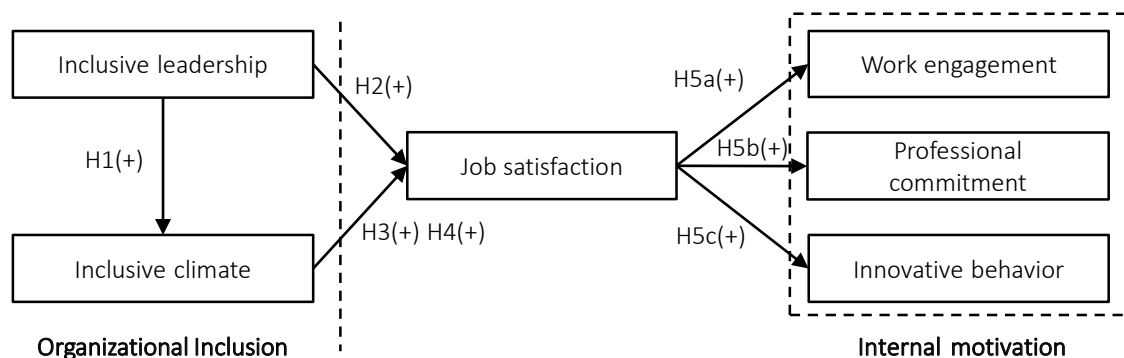 Inclusive leadership
H1(+)
Inclusive climate
Organizational Inclusion
H2(+)
H3(+) H4(+)
Job satisfaction
H5a(+)
H5b(+)
H5c(+)
Work engagement
Professional
commitment
Innovative behavior
Internal motivation